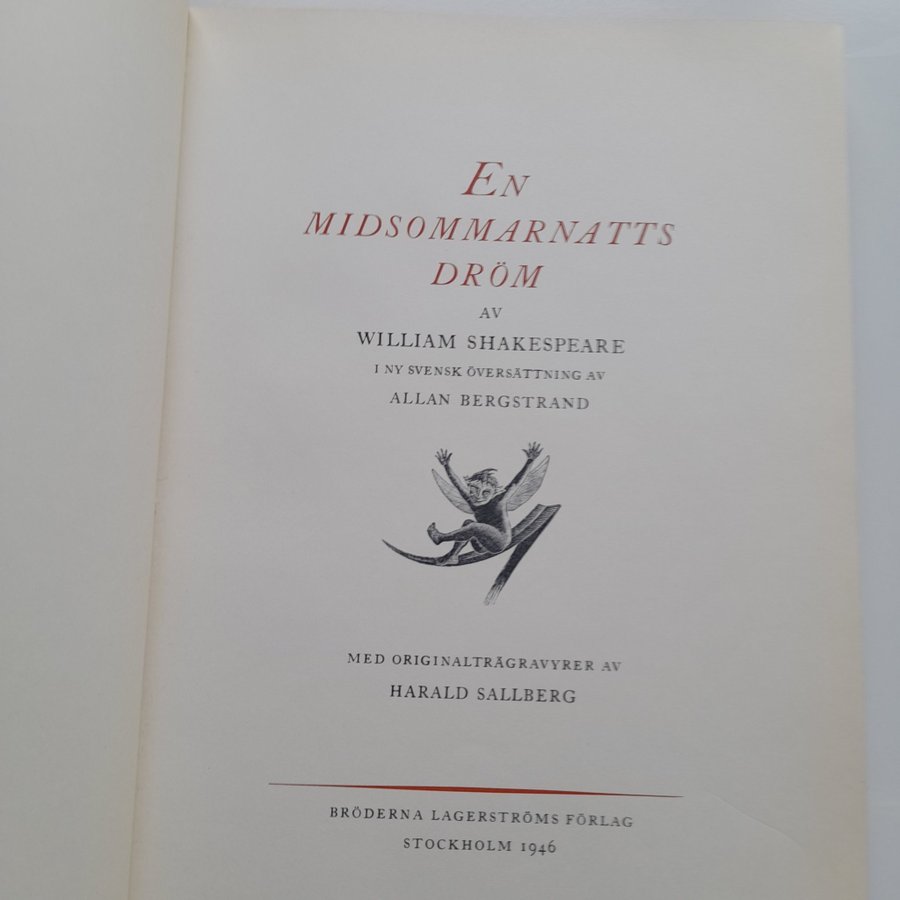 EN
MIDSOMMARNATTS
DRÖM
AV
WILLIAM SHAKESPEARE
I NY SVENSK ÖVERSÄTTNING AV
ALLAN BERGSTRAND
MED ORIGINALTRÄGRAVYRER AV
HARALD SALLBERG
BRÖDERNA LAGERSTRÖMS FÖRLAG
STOCKHOLM 1946